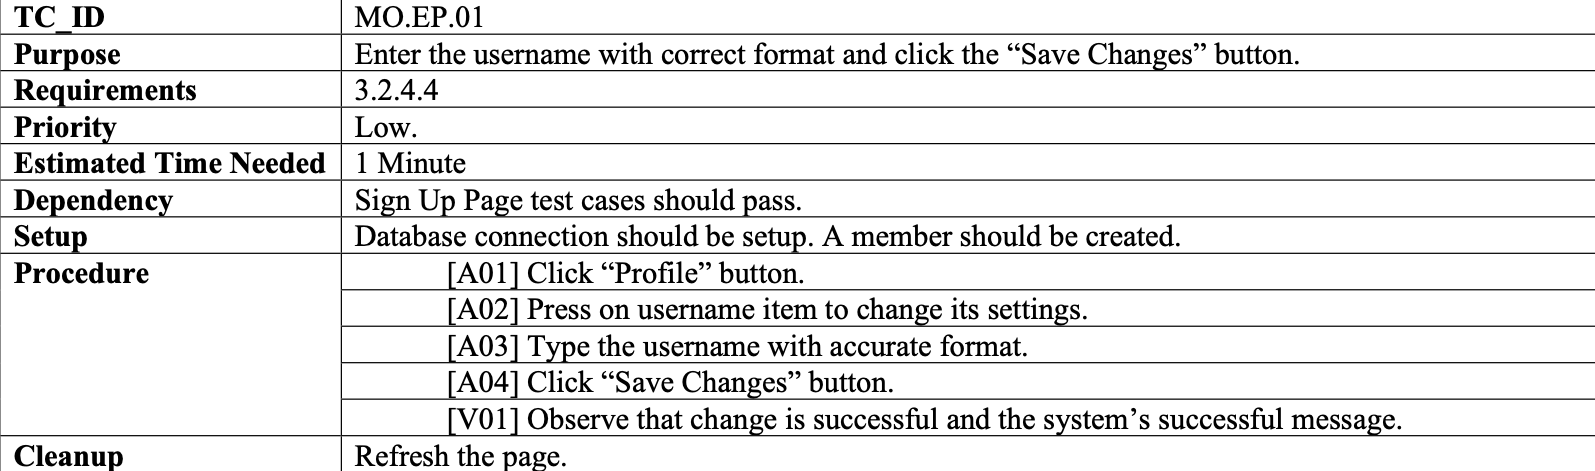 TC_ID MO.EP.01
Purpose Enter the username with correct format and click the “Save Changes” button.
Requirements 3.2.4.4
Priority Low.
Estimated Time Needed 1 Minute
Dependency Sign Up Page test cases should pass.
Setup Database connection should be setup. A member should be created.
Procedure [A01] Click “Profile” button.
[A02] Press on username item to change its settings.
[A03] Type the username with accurate format.
[A04] Click “Save Changes” button.
[V01] Observe that change is successful and the system’s successful message.
Cleanup Refresh the page.